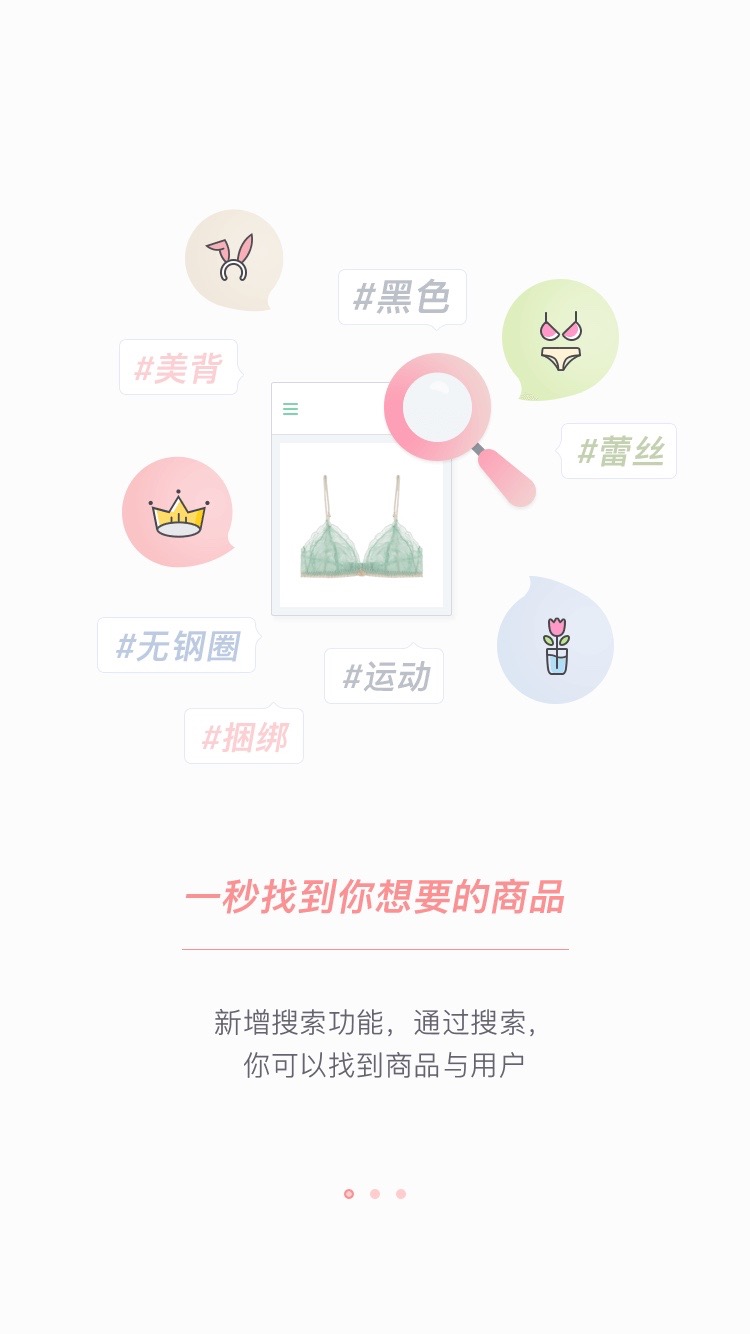 #黑色
#美背
#蕾丝
#无钢圈
#运动
#捆绑
一秒找到你想要的商品
新增搜索功能，通过搜索，
你可以找到商品与用户